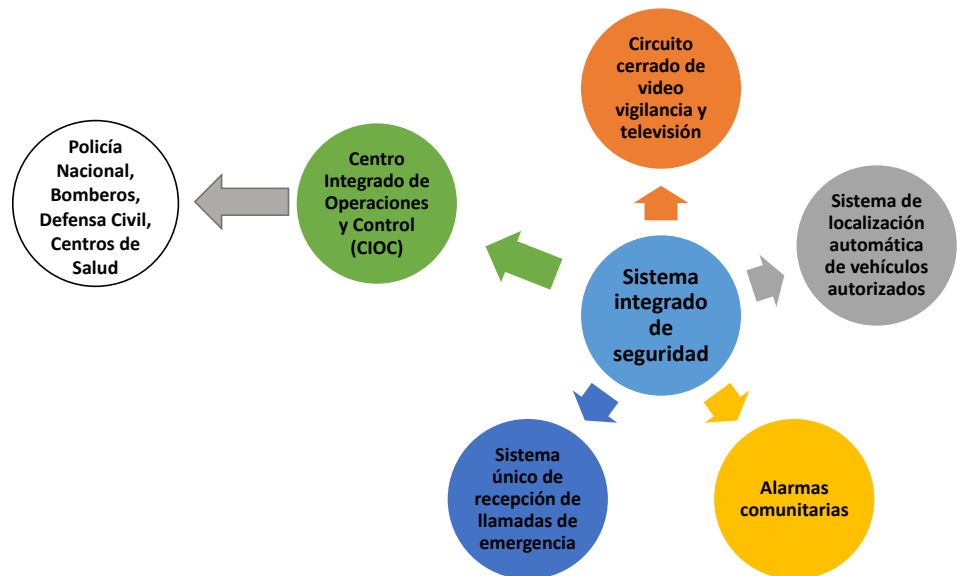 Circuito
cerrado de
video
vigilancia y
televisión
Policía
Nacional,
Bomberos,
Defensa Civil,
Centros de
Salud
Centro
Integrado de
Operaciones
y Control
(CIOC)
Sistema de
localización
automática
de vehículos
autorizados
Sistema
integrado
de
seguridad
Sistema
único de
recepción de
llamadas de
emergencia
Alarmas
comunitarias